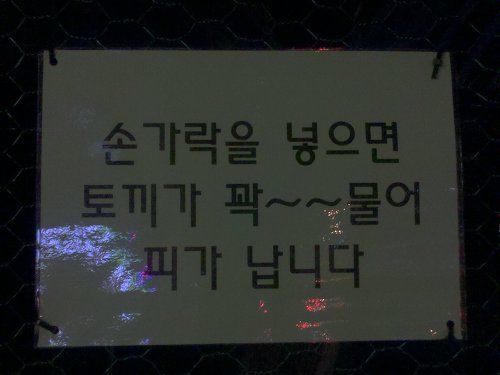 손가락을 넣으면
토끼가 꽉~~물어
피가 납니다